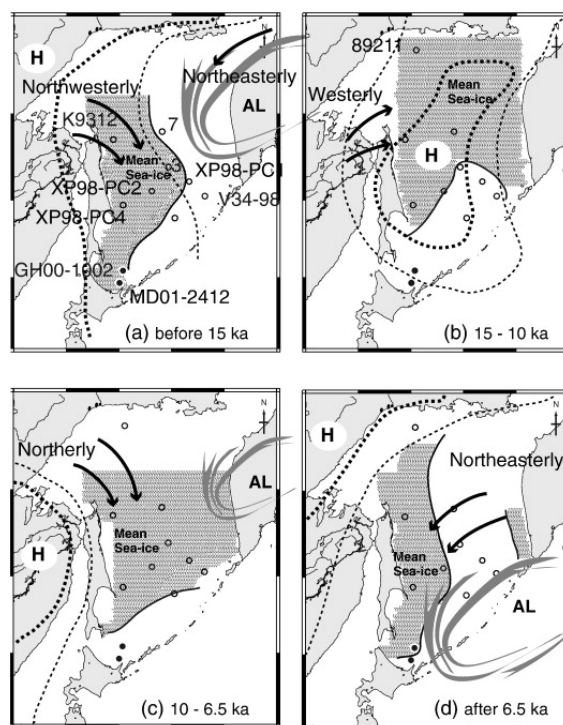 H
N
Northeasterly
Northwesterly
AL
K9312
7
Mean
Sea-ice
3
XP98-PC1
XP98-PC2
V34-98
XP98-PC4
GH00-1002
MD01-2412
(a) before 15 ka
N
89211
Mean
Sea-ice
Westerly
H
(b) 15 - 10 ka
N
Northerly
AL
H
Mean
Sea-ice
(c) 10 - 6.5 ka
N
H
Northeasterly
Mean
Sea-ice
AL
(d) after 6.5 ka